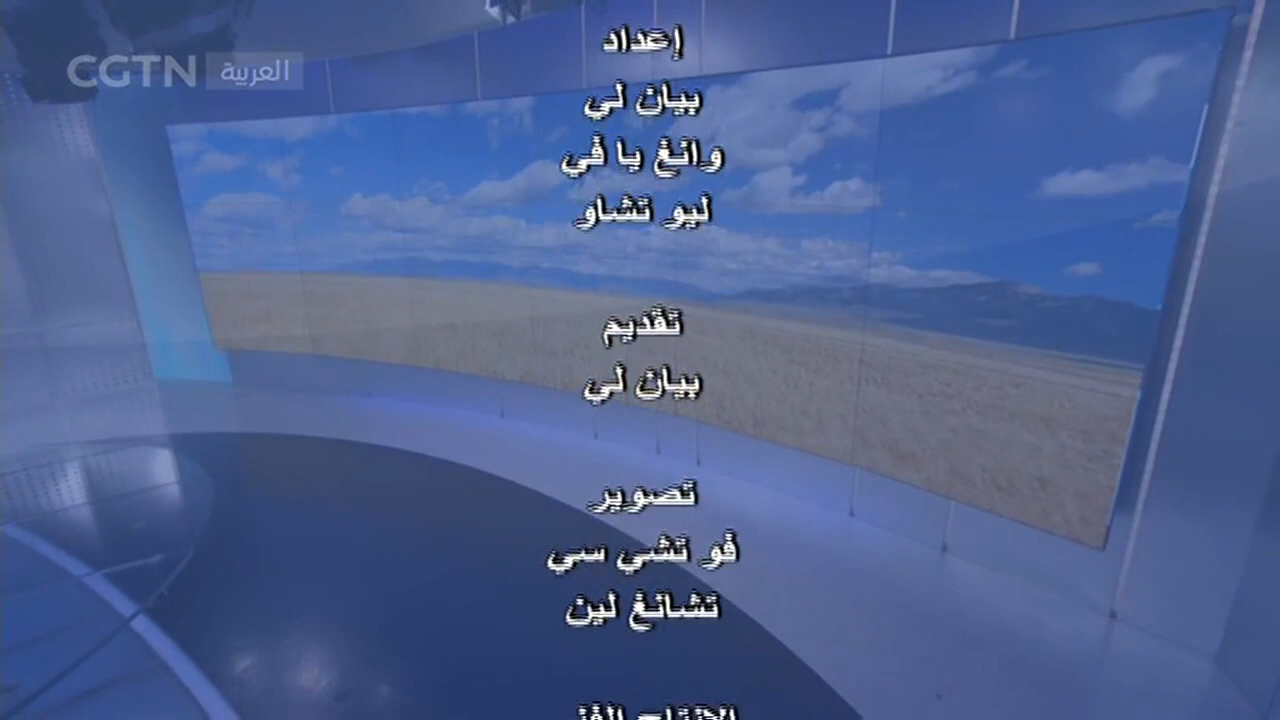 CGTN العربية
إعداد
بيان لي
وانغ يا في
ليو تشاو
تقديم
بيان لي
تصوير
فو تشي سي
تشانغ لين